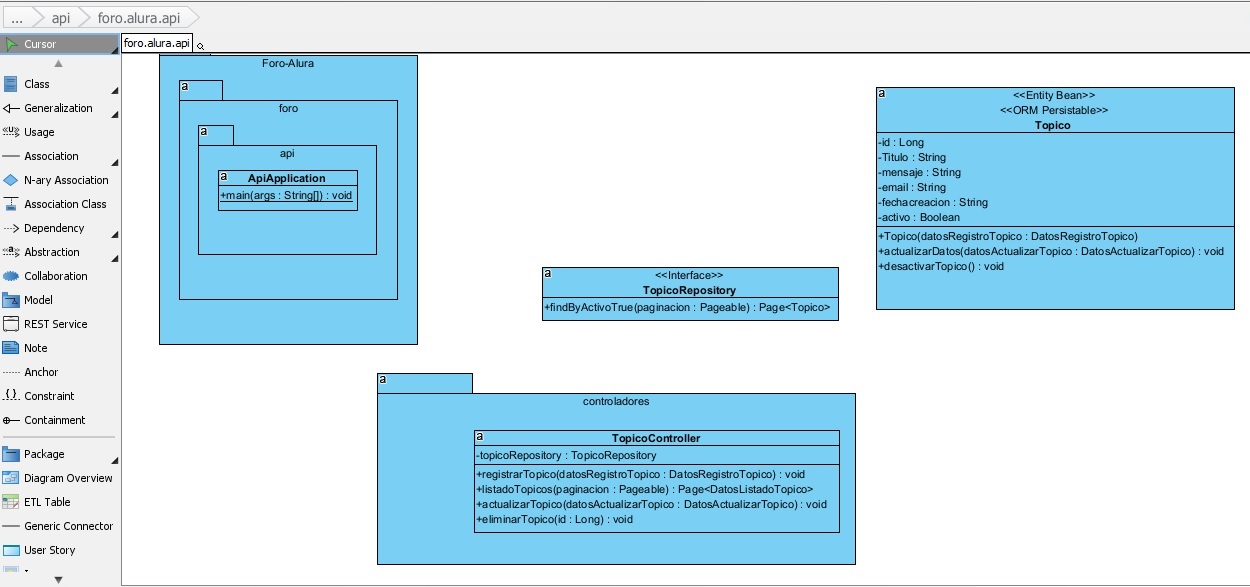 ...
api
foro.alura.api
Cursor
Class
Generalization
<<U>>
Usage
Association
N-ary Association
Association Class
Dependency
<<a>>
Abstraction
Collaboration
Model
REST Service
Note
Anchor
{}
Constraint
Containment
Package
Diagram Overview
ETL Table
Generic Connector
User Story
foro.alura.api
Foro-Alura
a
foro
a
api
a
ApiApplication
+main(args : String[]) : void
a
<<Interface>>
TopicoRepository
+findByActivoTrue(paginacion : Pageable) : Page<Topico>
a
<<Entity Bean>>
<<ORM Persistable>>
Topico
-id : Long
-Titulo : String
-mensaje : String
-email : String
-fechacreacion : String
-activo : Boolean
+Topico(datosRegistroTopico : DatosRegistroTopico)
+actualizarDatos(datosActualizarTopico : DatosActualizarTopico) : void
+desactivarTopico() : void
a
controladores
a
TopicoController
-topicoRepository : TopicoRepository
+registrarTopico(datosRegistroTopico : DatosRegistroTopico) : void
+listadoTopicos(paginacion : Pageable) : Page<DatosListadoTopico>
+actualizarTopico(datosActualizarTopico : DatosActualizarTopico) : void
+eliminarTopico(id : Long) : void